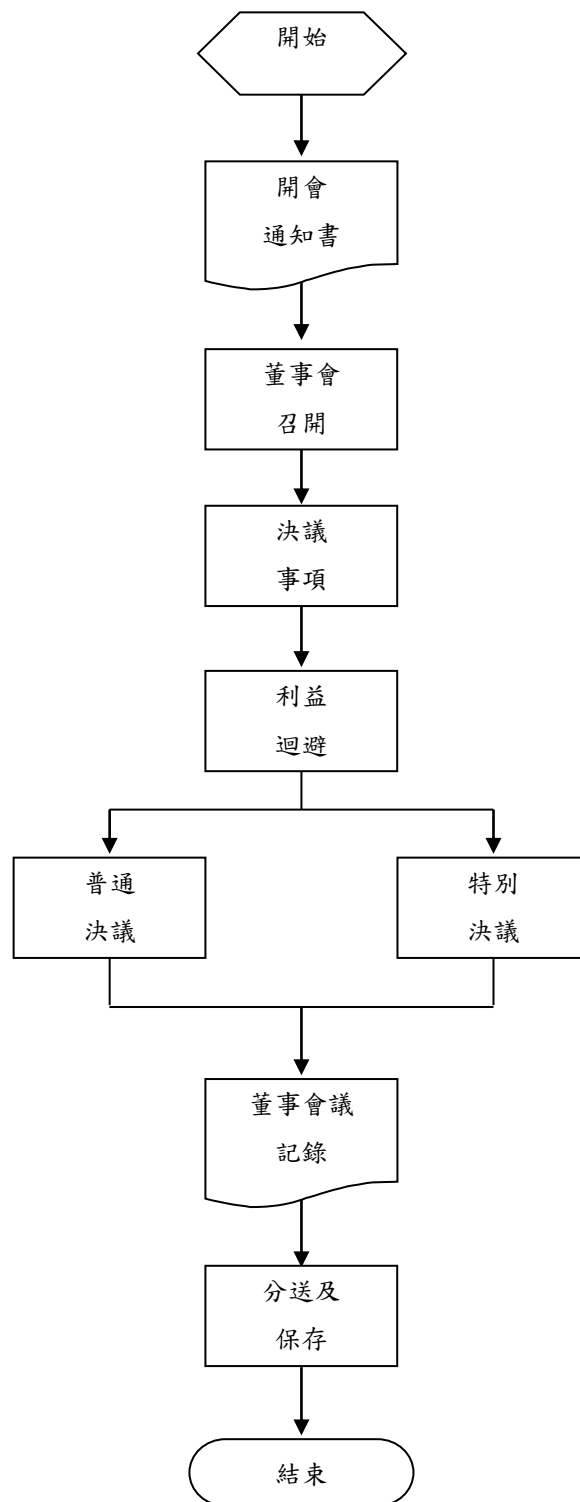 開始
開會
通知書
董事會
召開
決議
事項
利益
迴避
普通
決議
特別
決議
董事會議
記錄
分送及
保存
結束